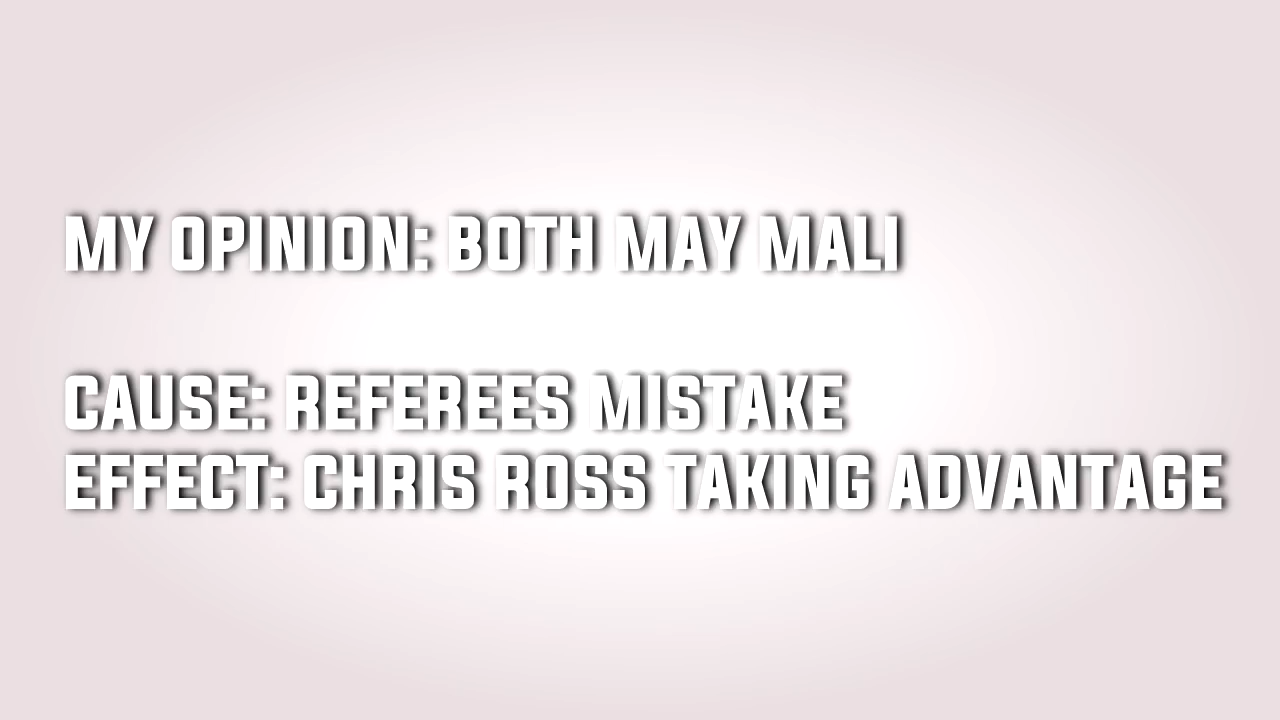 MY OPINION: BOTH MAY MALI
CAUSE: REFEREES MISTAKE
EFFECT: CHRIS ROSS TAKING ADVANTAGE